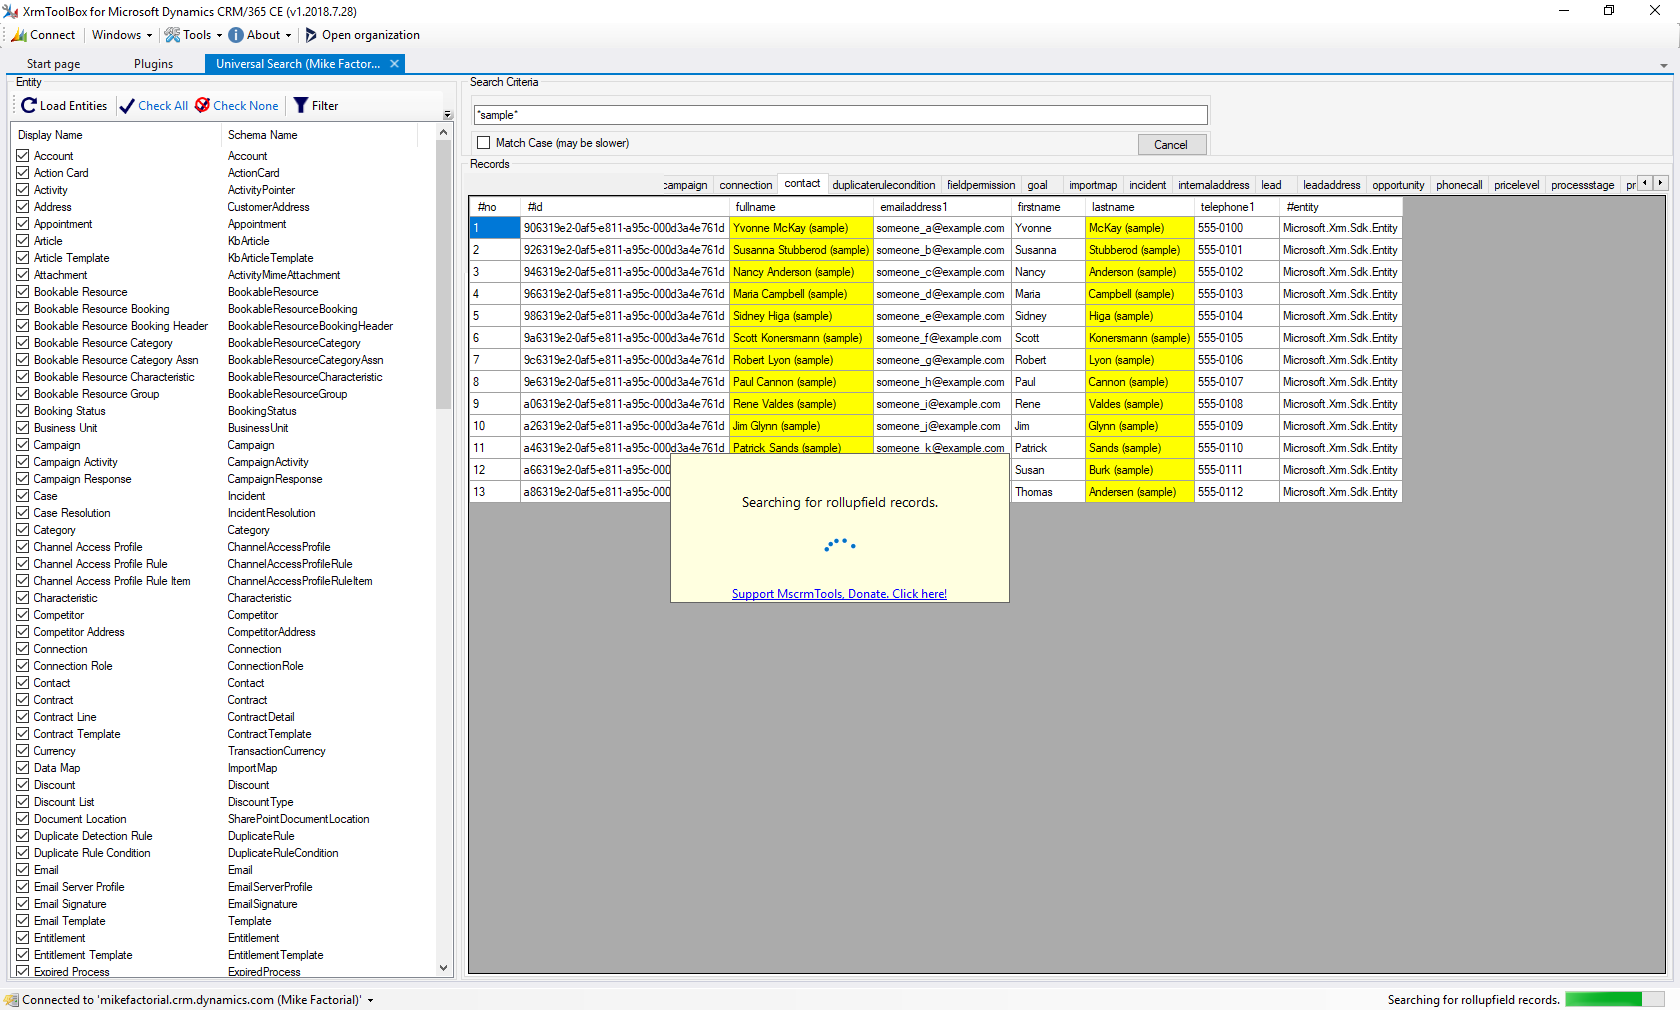 XrmToolBox for Microsoft Dynamics CRM/365 CE (v1.2018.7.28)
Connect Windows Tools About Open organization
Start page Plugins Universal Search (Mike Factor...
Entity
Load Entities Check All Check None Filter
Display Name Schema Name
Account Account
Action Card ActionCard
Activity ActivityPointer
Address CustomerAddress
Appointment Appointment
Article KbArticle
Article Template KbArticleTemplate
Attachment ActivityMimeAttachment
Bookable Resource BookableResource
Bookable Resource Booking BookableResourceBooking
Bookable Resource Booking Header BookableResourceBookingHeader
Bookable Resource Category BookableResourceCategory
Bookable Resource Category Assn BookableResourceCategoryAssn
Bookable Resource Characteristic BookableResourceCharacteristic
Bookable Resource Group BookableResourceGroup
Booking Status BookingStatus
Business Unit BusinessUnit
Campaign Campaign
Campaign Activity CampaignActivity
Campaign Response CampaignResponse
Case Incident
Case Resolution IncidentResolution
Category Category
Channel Access Profile ChannelAccessProfile
Channel Access Profile Rule ChannelAccessProfileRule
Channel Access Profile Rule Item ChannelAccessProfileRuleItem
Characteristic Characteristic
Competitor Competitor
Competitor Address CompetitorAddress
Connection Connection
Connection Role ConnectionRole
Contact Contact
Contract Contract
Contract Line ContractDetail
Contract Template ContractTemplate
Currency TransactionCurrency
Data Map ImportMap
Discount Discount
Discount List DiscountType
Document Location SharePointDocumentLocation
Duplicate Detection Rule DuplicateRule
Duplicate Rule Condition DuplicateRuleCondition
Email Email
Email Server Profile EmailServerProfile
Email Signature EmailSignature
Email Template Template
Entitlement Entitlement
Entitlement Template EntitlementTemplate
Expired Process ExpiredProcess
Search Criteria
*sample*
Match Case (may be slower) Cancel
Records
campaign connection contact duplicaterulecondition fieldpermission goal importmap incident internaladdress lead leadaddress opportunity phonecall pricelevel processstage pr
#no #id fullname emailaddress1 firstname lastname telephone1 #entity
1 906319e2-0af5-e811-a95c-000d3a4e761d Yvonne McKay (sample) someone_a@example.com Yvonne McKay (sample) 555-0100 Microsoft.Xrm.Sdk.Entity
2 926319e2-0af5-e811-a95c-000d3a4e761d Susanna Stubberod (sample) someone_b@example.com Susanna Stubberod (sample) 555-0101 Microsoft.Xrm.Sdk.Entity
3 946319e2-0af5-e811-a95c-000d3a4e761d Nancy Anderson (sample) someone_c@example.com Nancy Anderson (sample) 555-0102 Microsoft.Xrm.Sdk.Entity
4 966319e2-0af5-e811-a95c-000d3a4e761d Maria Campbell (sample) someone_d@example.com Maria Campbell (sample) 555-0103 Microsoft.Xrm.Sdk.Entity
5 986319e2-0af5-e811-a95c-000d3a4e761d Sidney Higa (sample) someone_e@example.com Sidney Higa (sample) 555-0104 Microsoft.Xrm.Sdk.Entity
6 9a6319e2-0af5-e811-a95c-000d3a4e761d Scott Konersmann (sample) someone_f@example.com Scott Konersmann (sample) 555-0105 Microsoft.Xrm.Sdk.Entity
7 9c6319e2-0af5-e811-a95c-000d3a4e761d Robert Lyon (sample) someone_g@example.com Robert Lyon (sample) 555-0106 Microsoft.Xrm.Sdk.Entity
8 9e6319e2-0af5-e811-a95c-000d3a4e761d Paul Cannon (sample) someone_h@example.com Paul Cannon (sample) 555-0107 Microsoft.Xrm.Sdk.Entity
9 a06319e2-0af5-e811-a95c-000d3a4e761d Rene Valdes (sample) someone_i@example.com Rene Valdes (sample) 555-0108 Microsoft.Xrm.Sdk.Entity
10 a26319e2-0af5-e811-a95c-000d3a4e761d Jim Glynn (sample) someone_j@example.com Jim Glynn (sample) 555-0109 Microsoft.Xrm.Sdk.Entity
11 a46319e2-0af5-e811-a95c-000d3a4e761d Patrick Sands (sample) someone_k@example.com Patrick Sands (sample) 555-0110 Microsoft.Xrm.Sdk.Entity
12 a66319e2-0af5-e811-a95c-000 Susan Burk (sample) 555-0111 Microsoft.Xrm.Sdk.Entity
13 a86319e2-0af5-e811-a95c-000 Thomas Andersen (sample) 555-0112 Microsoft.Xrm.Sdk.Entity
Searching for rollupfield records.
Support MscrmTools, Donate. Click here!
Connected to 'mikefactorial.crm.dynamics.com (Mike Factorial)' Searching for rollupfield records.